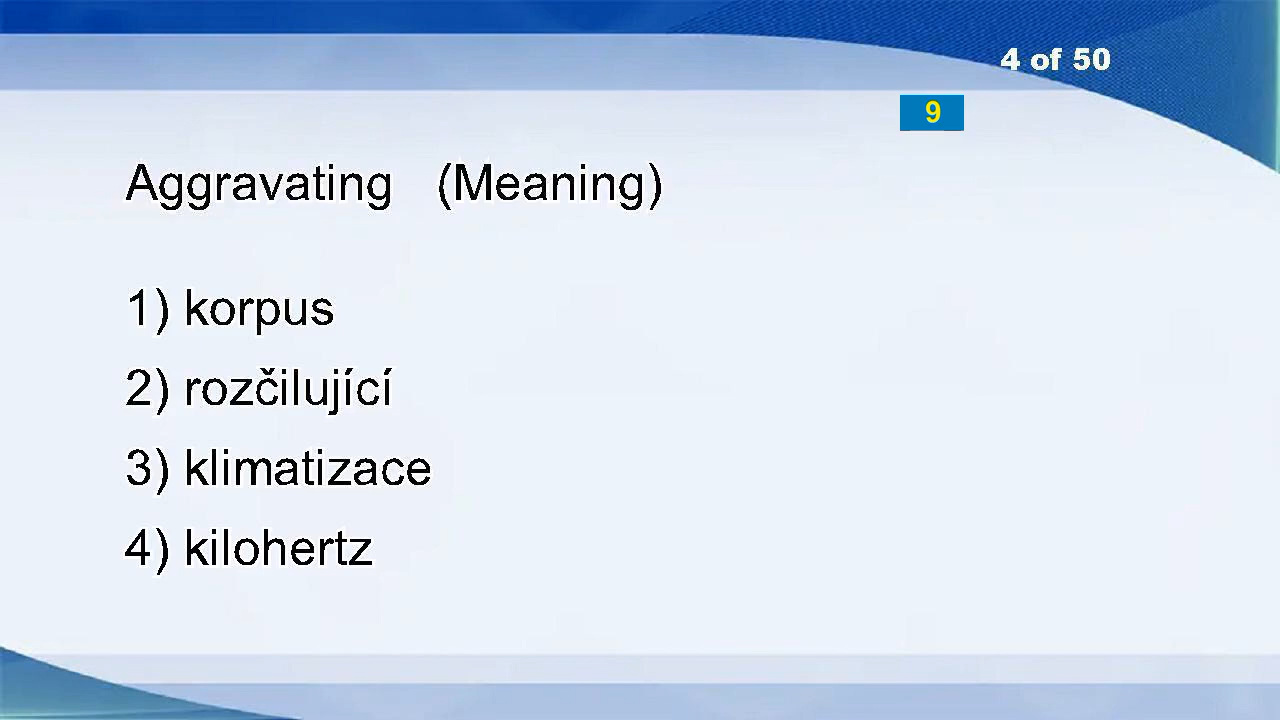 4 of 50
9
Aggravating (Meaning)
1) korpus
2) rozčilující
3) klimatizace
4) kilohertz